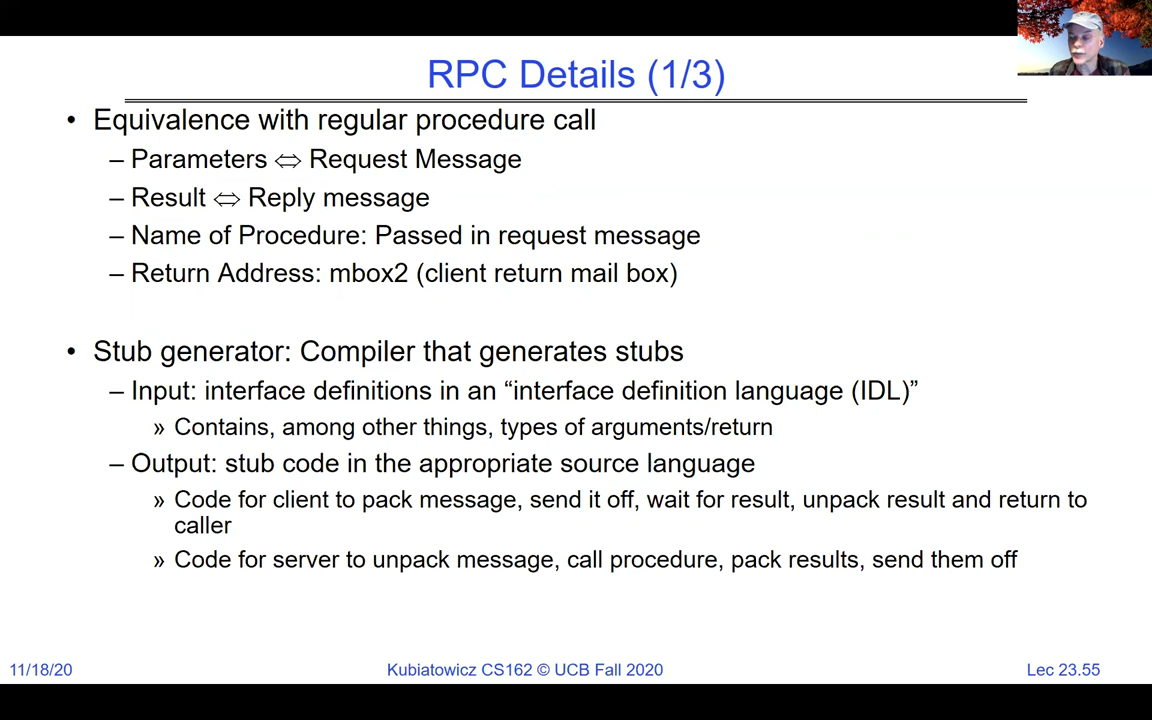 RPC Details (1/3)
• Equivalence with regular procedure call
– Parameters ⇔ Request Message
– Result ⇔ Reply message
– Name of Procedure: Passed in request message
– Return Address: mbox2 (client return mail box)
• Stub generator: Compiler that generates stubs
– Input: interface definitions in an “interface definition language (IDL)”
» Contains, among other things, types of arguments/return
– Output: stub code in the appropriate source language
» Code for client to pack message, send it off, wait for result, unpack result and return to
caller
» Code for server to unpack message, call procedure, pack results, send them off
11/18/20
Kubiatowicz CS162 © UCB Fall 2020
Lec 23.55